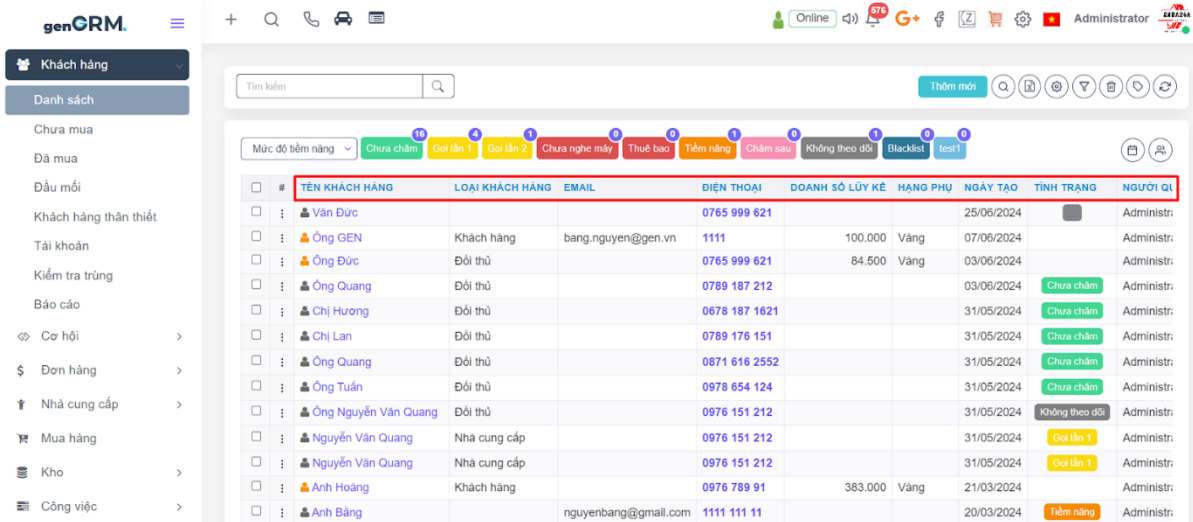 genCRM.
Online
576
G+
Z
Administrator
GARA24H
Khách hàng
Danh sách
Chưa mua
Đã mua
Đầu mối
Khách hàng thân thiết
Tài khoản
Kiểm tra trùng
Báo cáo
Cơ hội
Đơn hàng
Nhà cung cấp
Mua hàng
Kho
Công việc
Tìm kiếm
Thêm mới
Mức độ tiềm năng
Chưa chăm 16
Gọi lần 1 4
Gọi lần 2 1
Chưa nghe máy 0
Thuê bao 0
Tiềm năng 1
Chăm sau 0
Không theo dõi 1
Blacklist 0
test1 0
# TÊN KHÁCH HÀNG LOẠI KHÁCH HÀNG EMAIL ĐIỆN THOẠI DOANH SỐ LŨY KẾ HẠNG PHỤ NGÀY TẠO TÌNH TRẠNG NGƯỜI QU
Văn Đức 0765 999 621 25/06/2024 Administra
Ông GEN Khách hàng bang.nguyen@gen.vn 1111 100.000 Vàng 07/06/2024 Administra
Ông Đức Đối thủ 0765 999 621 84.500 Vàng 03/06/2024 Administra
Ông Quang Đối thủ 0789 187 212 03/06/2024 Chưa chăm Administra
Chị Hương Đối thủ 0678 187 1621 31/05/2024 Chưa chăm Administra
Chị Lan Đối thủ 0789 176 151 31/05/2024 Chưa chăm Administra
Ông Quang Đối thủ 0871 616 2552 31/05/2024 Chưa chăm Administra
Ông Tuấn Đối thủ 0978 654 124 31/05/2024 Chưa chăm Administra
Ông Nguyễn Văn Quang Đối thủ 0976 151 212 31/05/2024 Không theo dõi Administra
Nguyễn Văn Quang Nhà cung cấp 0976 151 212 31/05/2024 Gọi lần 1 Administra
Nguyễn Văn Quang Nhà cung cấp 0976 151 212 31/05/2024 Gọi lần 1 Administra
Anh Hoàng Khách hàng 0976 789 91 383.000 Vàng 21/03/2024 Administra
Anh Bằng nguyenbang@gmail.com 1111 111 11 20/03/2024 Tiềm năng Administra